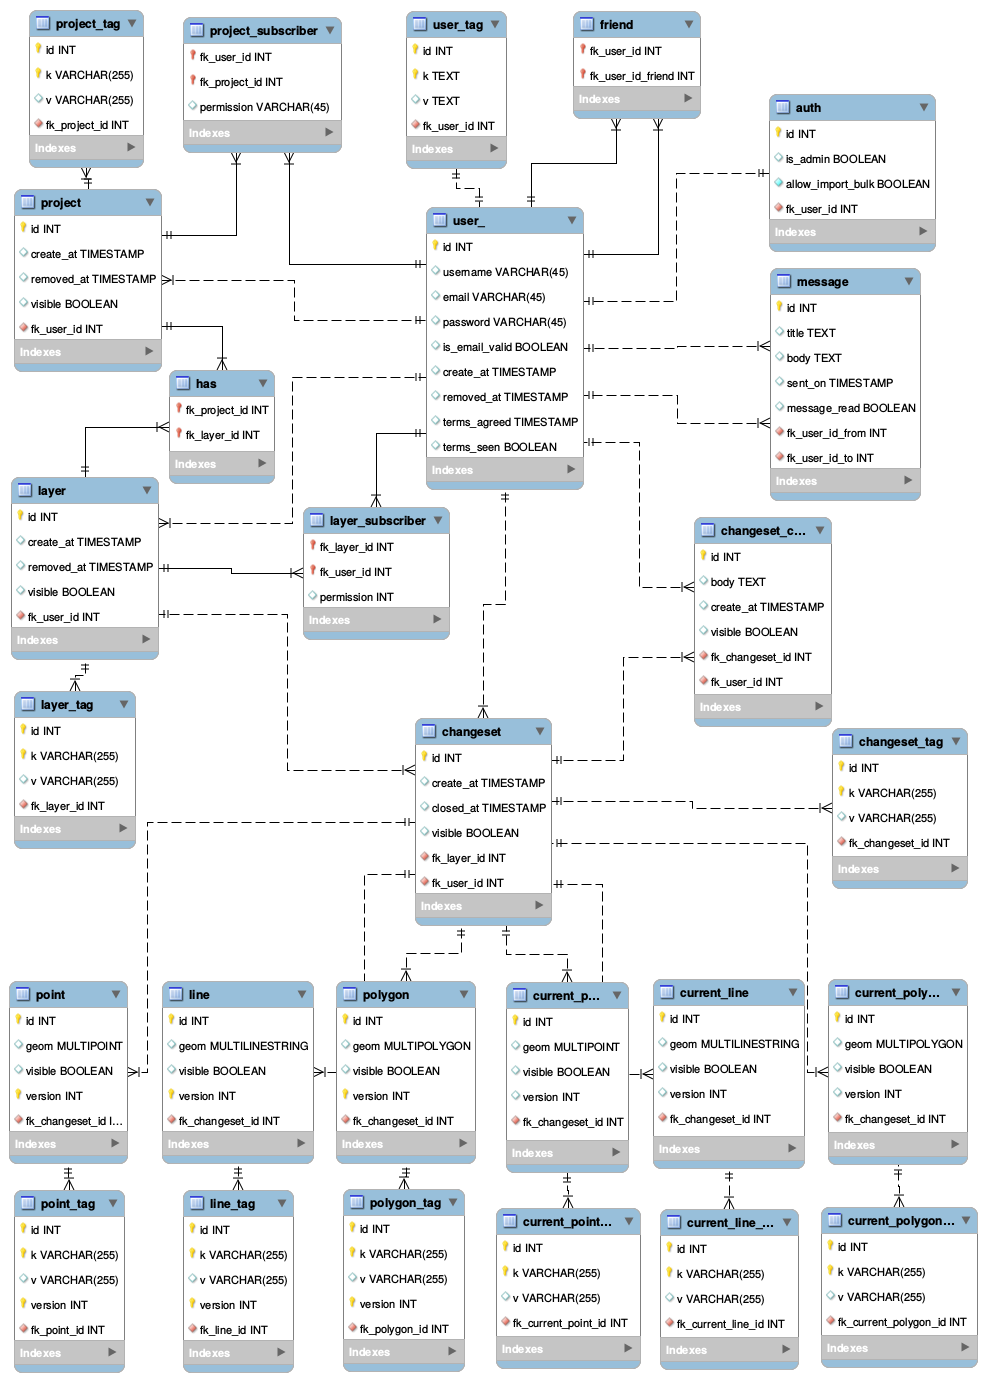 project_tag
id INT
k VARCHAR(255)
v VARCHAR(255)
fk_project_id INT
Indexes
project_subscriber
fk_user_id INT
fk_project_id INT
permission VARCHAR(45)
Indexes
user_tag
id INT
k TEXT
v TEXT
fk_user_id INT
Indexes
friend
fk_user_id INT
fk_user_id_friend INT
Indexes
auth
id INT
is_admin BOOLEAN
allow_import_bulk BOOLEAN
fk_user_id INT
Indexes
project
id INT
create_at TIMESTAMP
removed_at TIMESTAMP
visible BOOLEAN
fk_user_id INT
Indexes
user_
id INT
username VARCHAR(45)
email VARCHAR(45)
password VARCHAR(45)
is_email_valid BOOLEAN
create_at TIMESTAMP
removed_at TIMESTAMP
terms_agreed TIMESTAMP
terms_seen BOOLEAN
Indexes
message
id INT
title TEXT
body TEXT
sent_on TIMESTAMP
message_read BOOLEAN
fk_user_id_from INT
fk_user_id_to INT
Indexes
has
fk_project_id INT
fk_layer_id INT
Indexes
layer
id INT
create_at TIMESTAMP
removed_at TIMESTAMP
visible BOOLEAN
fk_user_id INT
Indexes
layer_subscriber
fk_layer_id INT
fk_user_id INT
permission INT
Indexes
changeset_c...
id INT
body TEXT
create_at TIMESTAMP
visible BOOLEAN
fk_changeset_id INT
fk_user_id INT
Indexes
layer_tag
id INT
k VARCHAR(255)
v VARCHAR(255)
fk_layer_id INT
Indexes
changeset
id INT
create_at TIMESTAMP
closed_at TIMESTAMP
visible BOOLEAN
fk_layer_id INT
fk_user_id INT
Indexes
changeset_tag
id INT
k VARCHAR(255)
v VARCHAR(255)
fk_changeset_id INT
Indexes
point
id INT
geom MULTIPOINT
visible BOOLEAN
version INT
fk_changeset_id I...
Indexes
line
id INT
geom MULTILINESTRING
visible BOOLEAN
version INT
fk_changeset_id INT
Indexes
polygon
id INT
geom MULTIPOLYGON
visible BOOLEAN
version INT
fk_changeset_id INT
Indexes
current_p...
id INT
geom MULTIPOINT
visible BOOLEAN
version INT
fk_changeset_id INT
Indexes
current_line
id INT
geom MULTILINESTRING
visible BOOLEAN
version INT
fk_changeset_id INT
Indexes
current_poly...
id INT
geom MULTIPOLYGON
visible BOOLEAN
version INT
fk_changeset_id INT
Indexes
point_tag
id INT
k VARCHAR(255)
v VARCHAR(255)
version INT
fk_point_id INT
Indexes
line_tag
id INT
k VARCHAR(255)
v VARCHAR(255)
version INT
fk_line_id INT
Indexes
polygon_tag
id INT
k VARCHAR(255)
v VARCHAR(255)
version INT
fk_polygon_id INT
Indexes
current_point...
id INT
k VARCHAR(255)
v VARCHAR(255)
fk_current_point_id INT
Indexes
current_line_...
id INT
k VARCHAR(255)
v VARCHAR(255)
fk_current_line_id INT
Indexes
current_polygon...
id INT
k VARCHAR(255)
v VARCHAR(255)
fk_current_polygon_id INT
Indexes